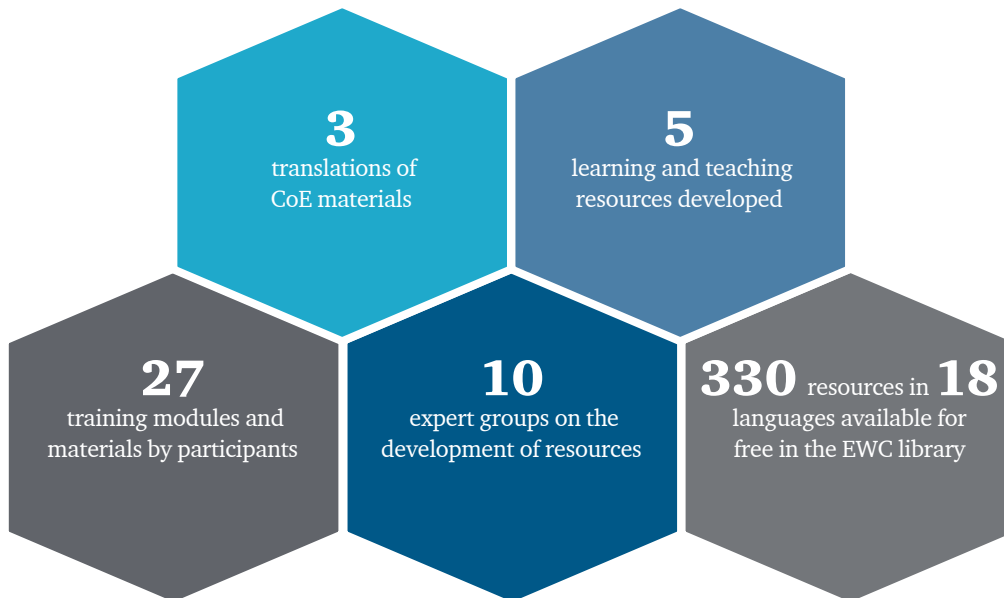 3
translations of
CoE materials
5
learning and teaching
resources developed
27
training modules and
materials by participants
10
expert groups on the
development of resources
330 resources in 18
languages available for
free in the EWC library